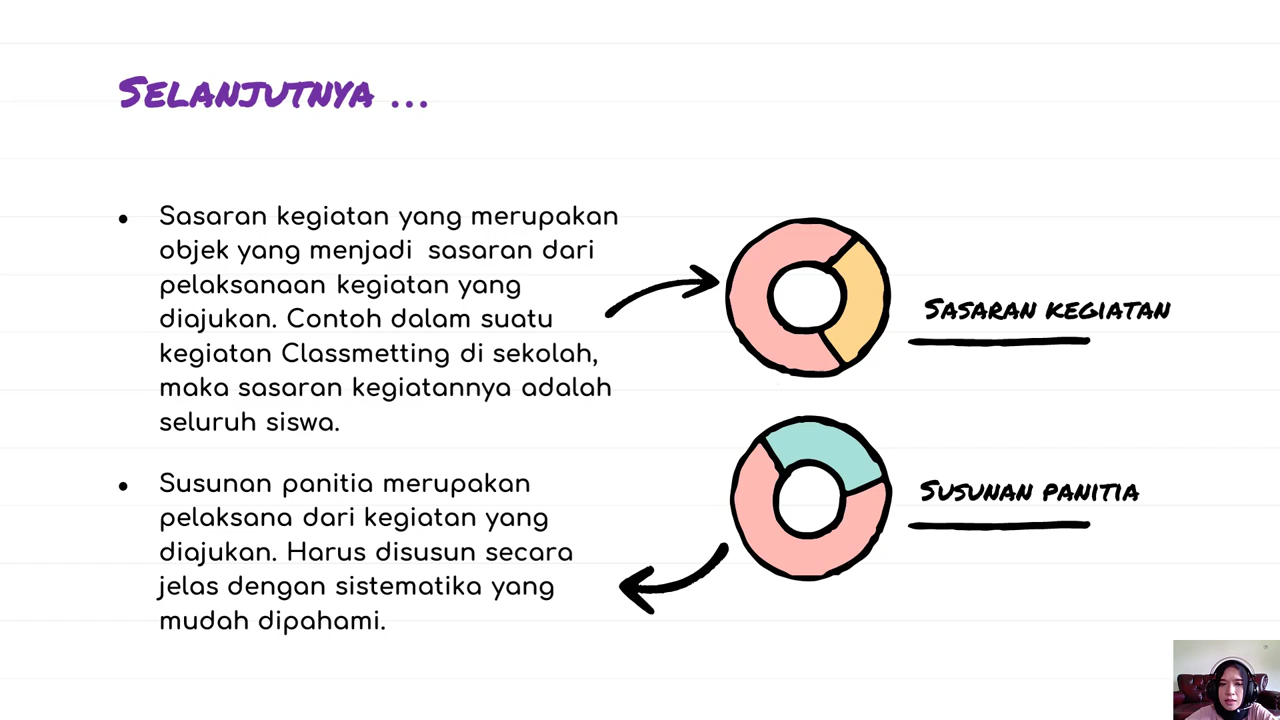 SELANJUTNYA ...
• Sasaran kegiatan yang merupakan
objek yang menjadi sasaran dari
pelaksanaan kegiatan yang
diajukan. Contoh dalam suatu
kegiatan Classmetting di sekolah,
maka sasaran kegiatannya adalah
seluruh siswa.
• Susunan panitia merupakan
pelaksana dari kegiatan yang
diajukan. Harus disusun secara
jelas dengan sistematika yang
mudah dipahami.
SASARAN KEGIATAN
SUSUNAN PANITIA